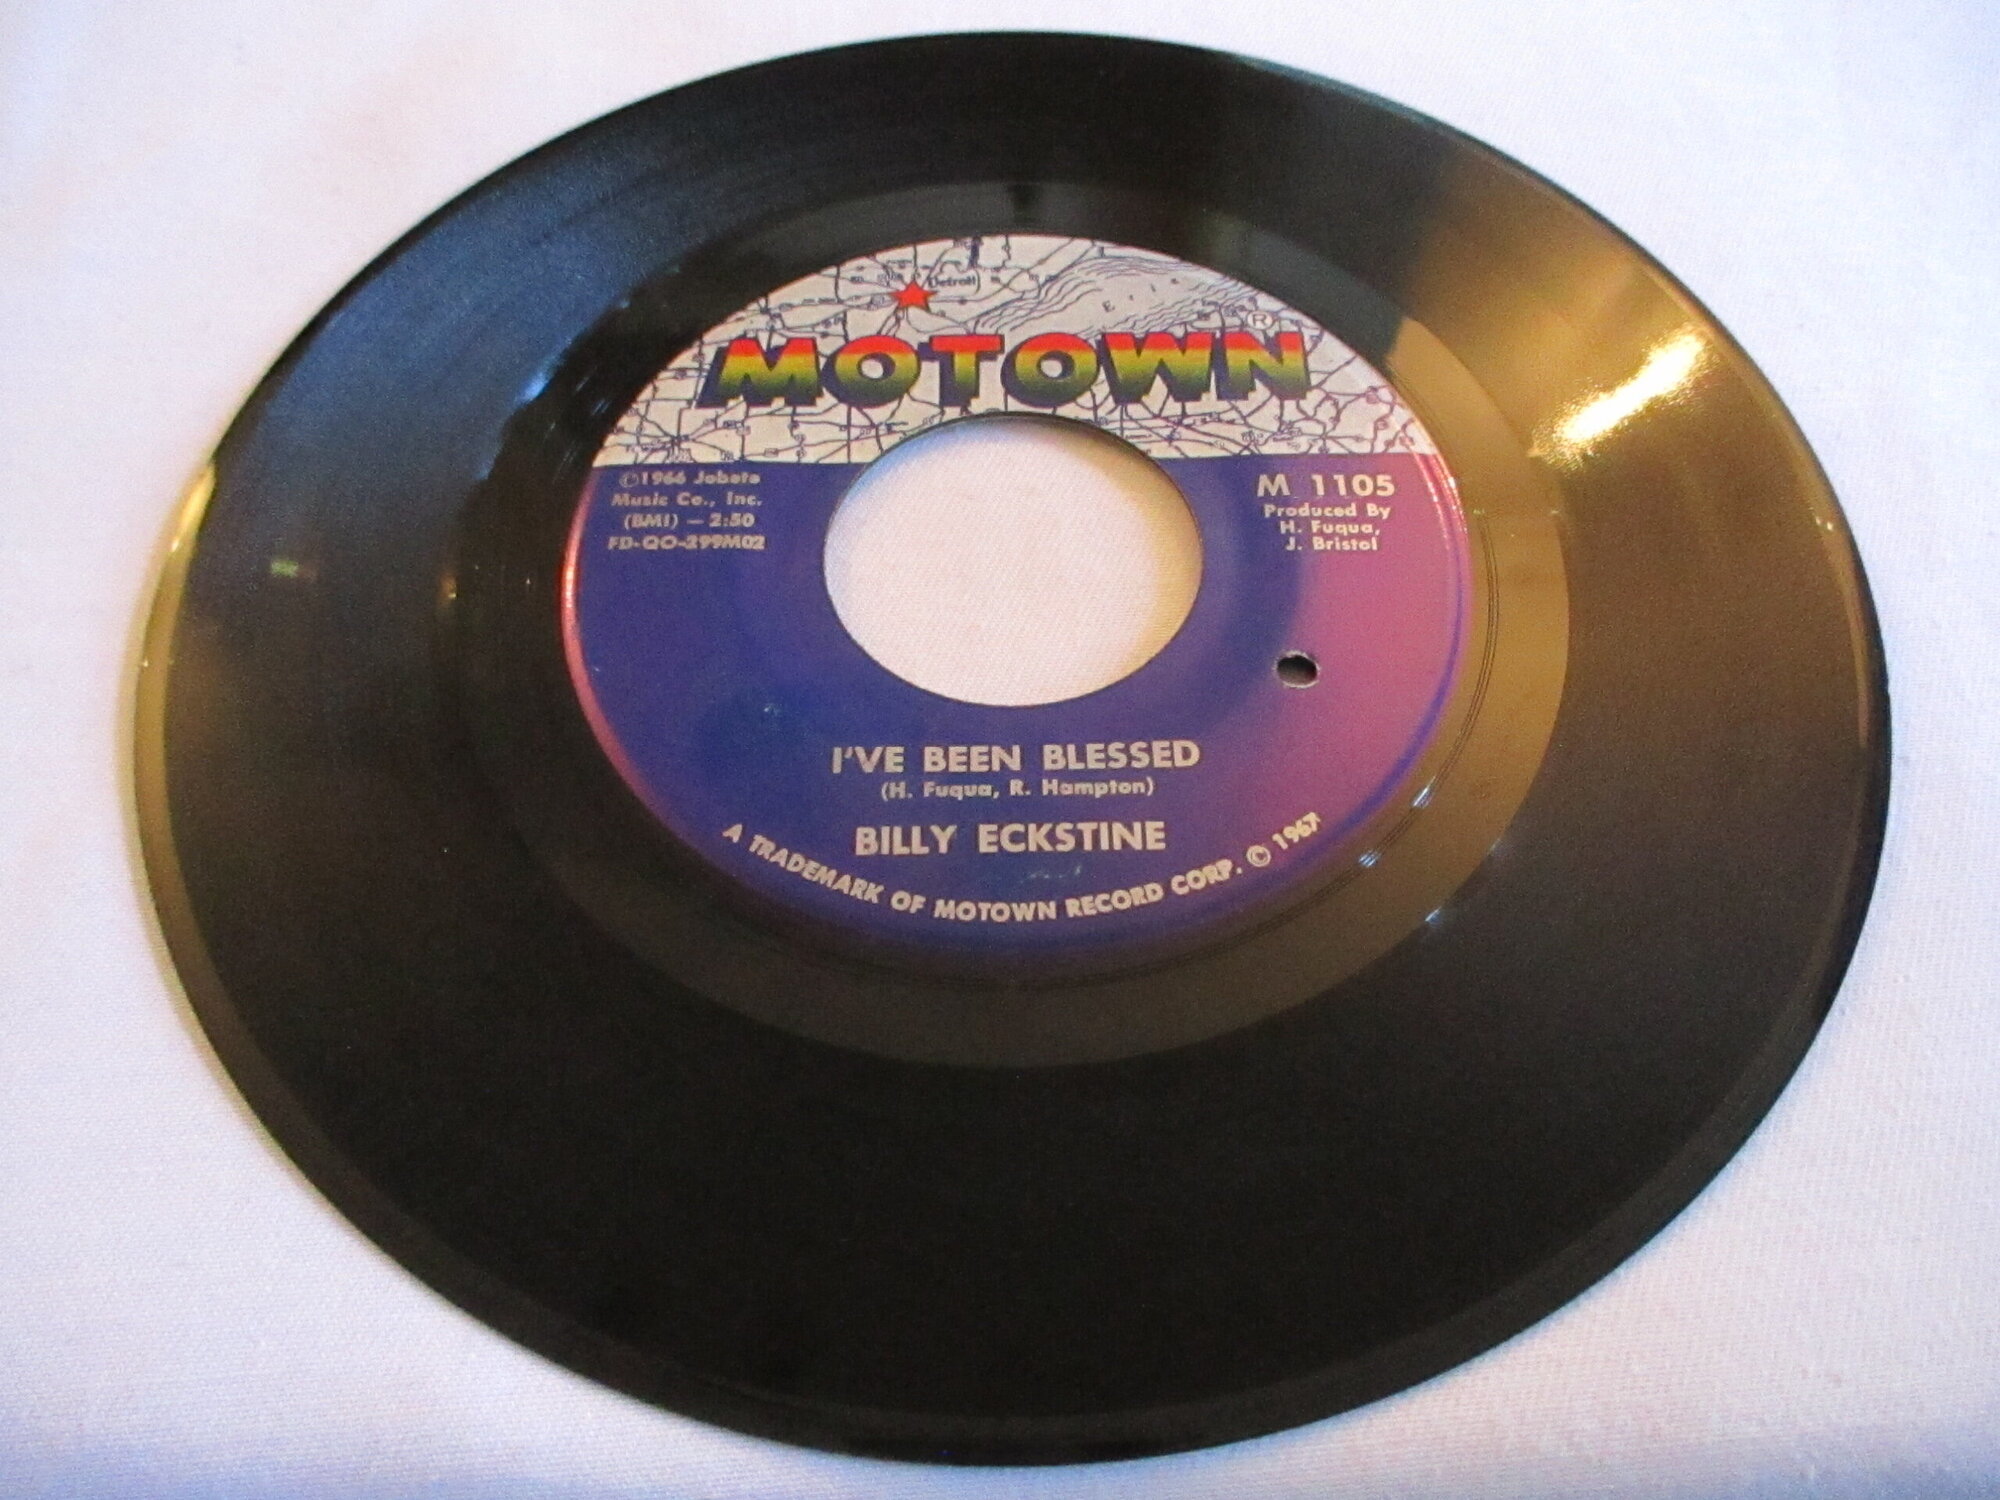 Detroit
Erie
MOTOWN®
©1966 Jobete
Music Co., Inc.
(BMI) — 2:50
FD-QO-299M02
M 1105
Produced By
H. Fuqua,
J. Bristol
I'VE BEEN BLESSED
(H. Fuqua, R. Hampton)
BILLY ECKSTINE
A TRADEMARK OF MOTOWN RECORD CORP. © 1967